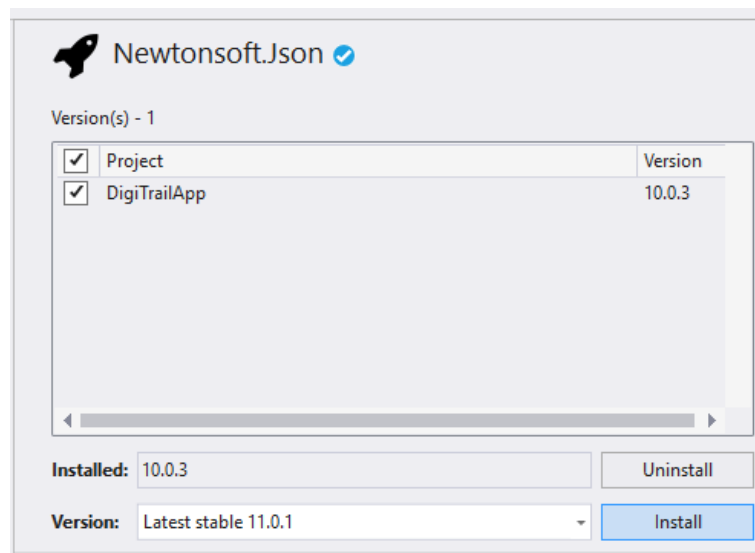 Newtonsoft.Json
Version(s) - 1
Project Version
DigiTrailApp 10.0.3
Installed: 10.0.3 Uninstall
Version: Latest stable 11.0.1 Install